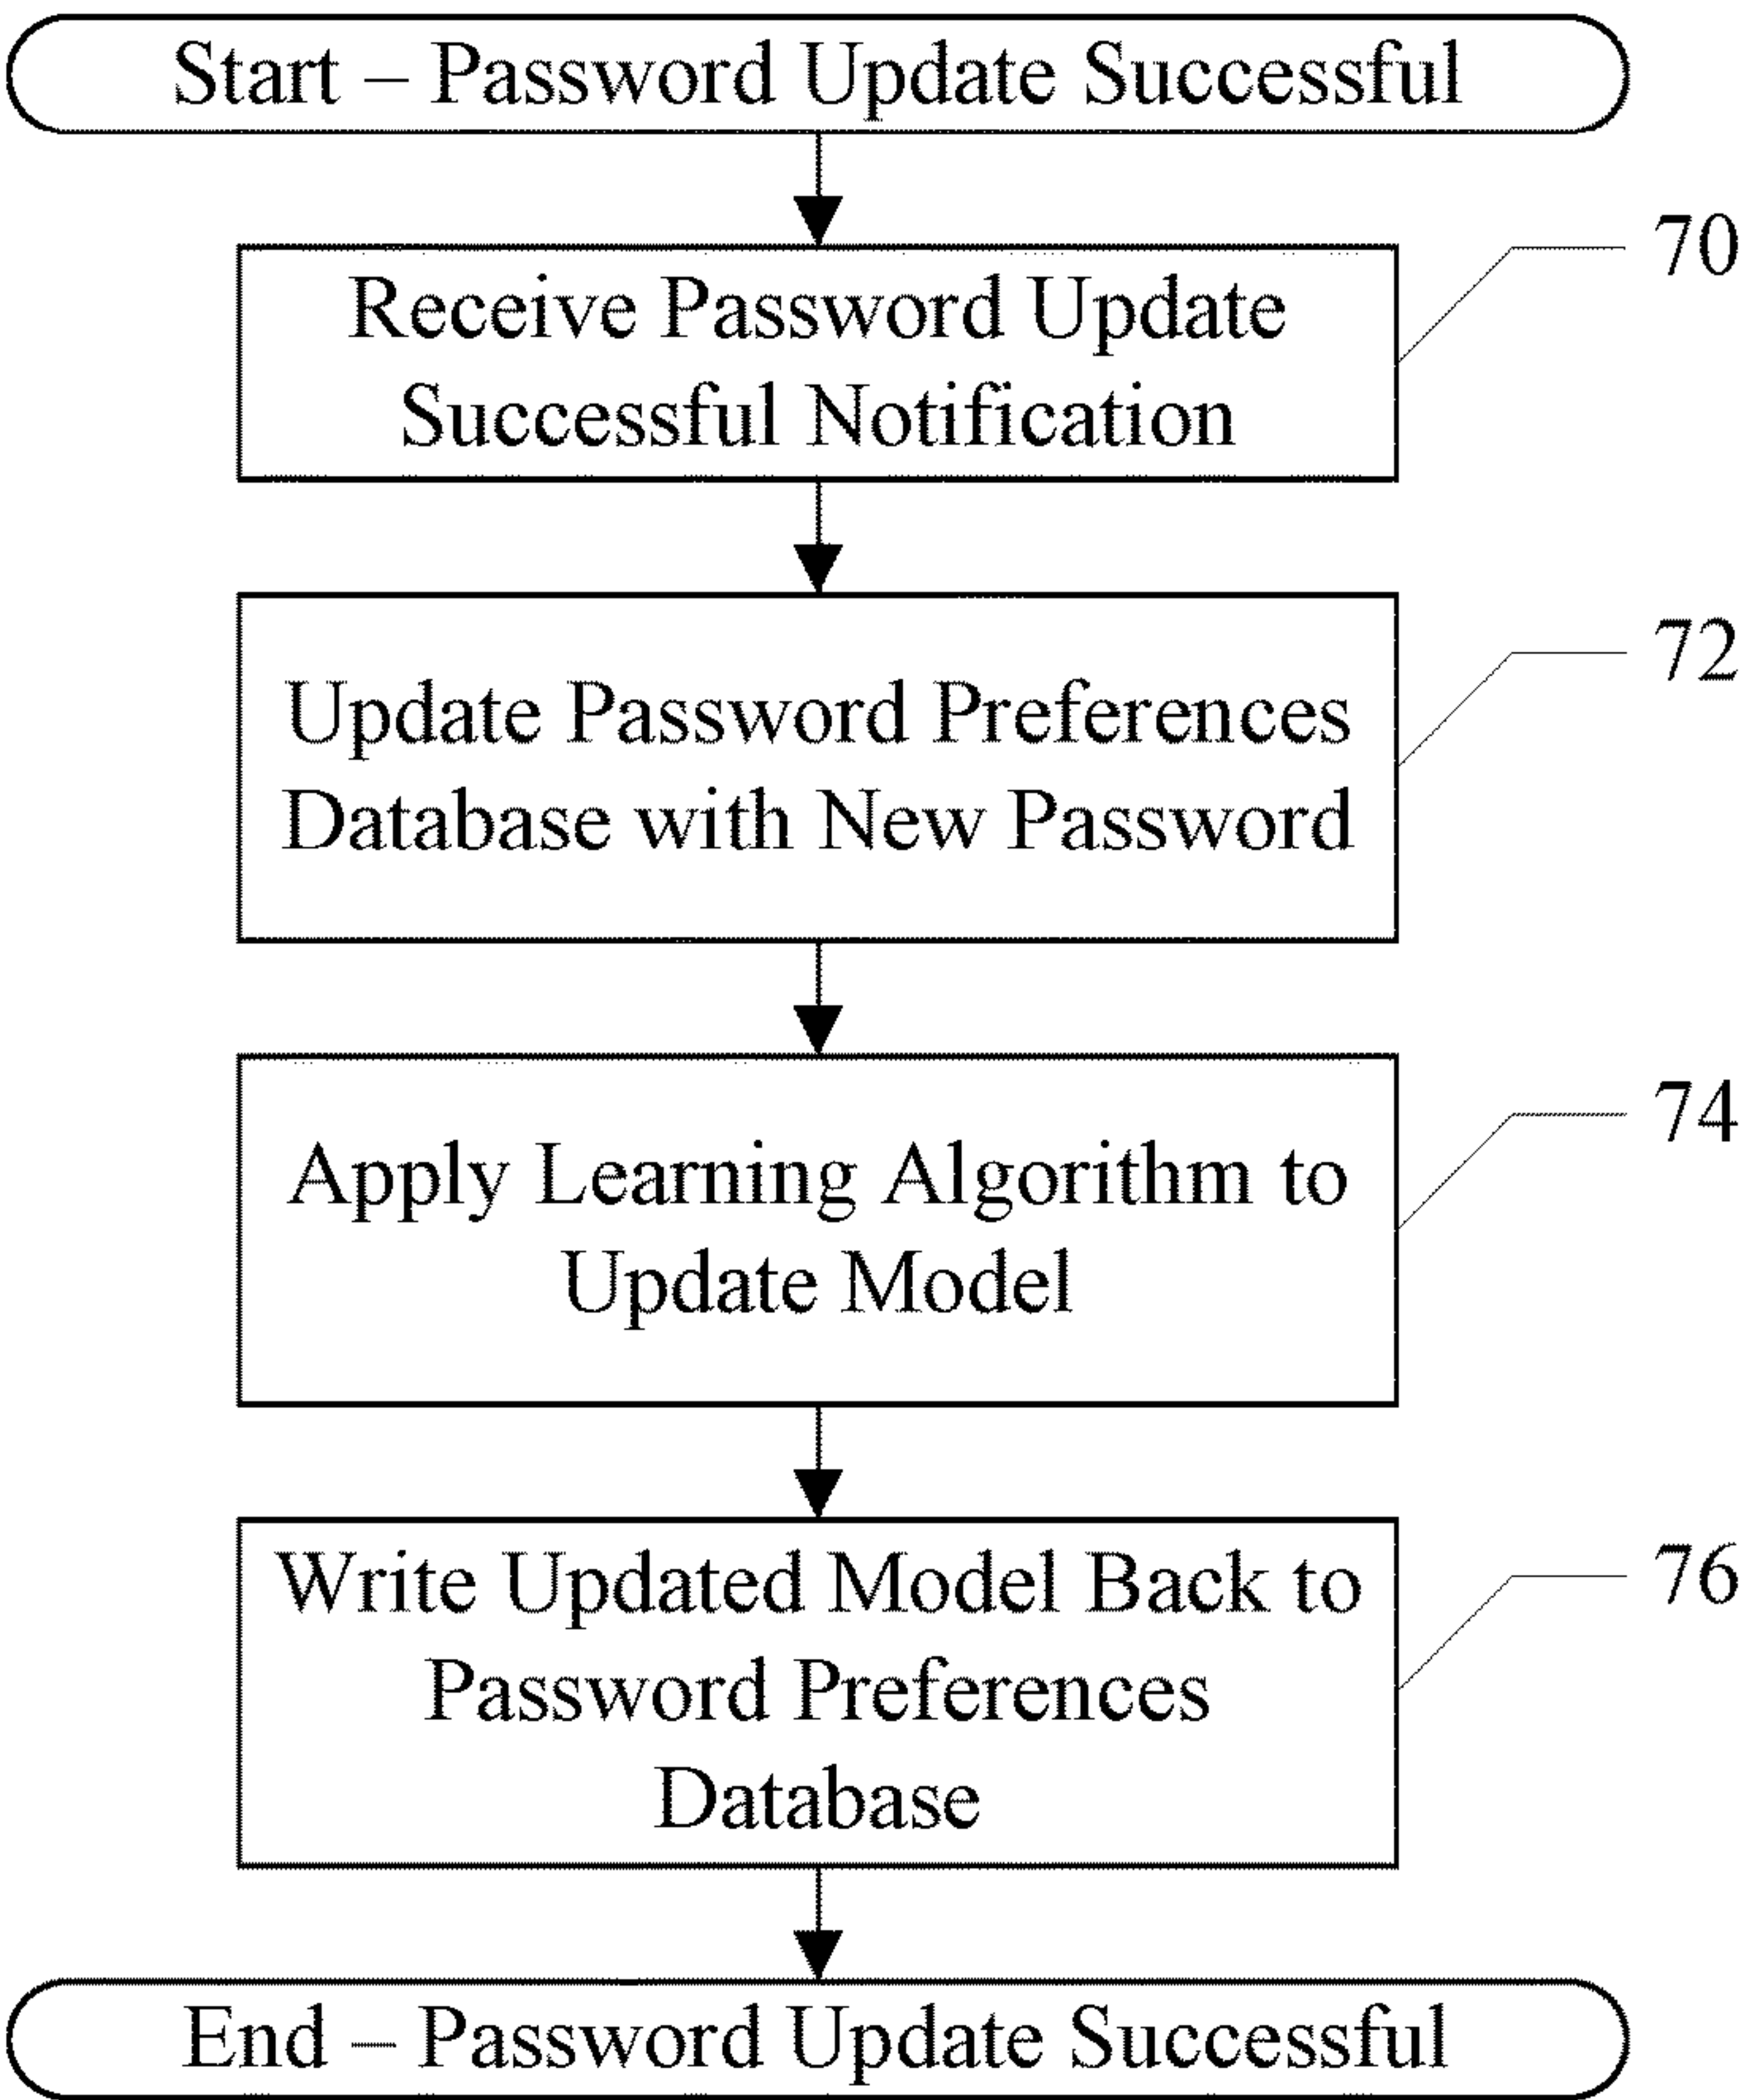 Start – Password Update Successful
70
Receive Password Update
Successful Notification
72
Update Password Preferences
Database with New Password
74
Apply Learning Algorithm to
Update Model
76
Write Updated Model Back to
Password Preferences
Database
End – Password Update Successful